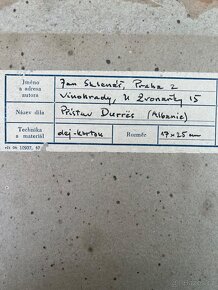 Jméno
a adresa
autora
Jan Sklenář, Praha 2
Vinohrady, U Zvonařky 15
Název díla
Přístav Durrës (Albanie)
Technika
a materiál
olej-karton
Rozměr
17 x 25 cm